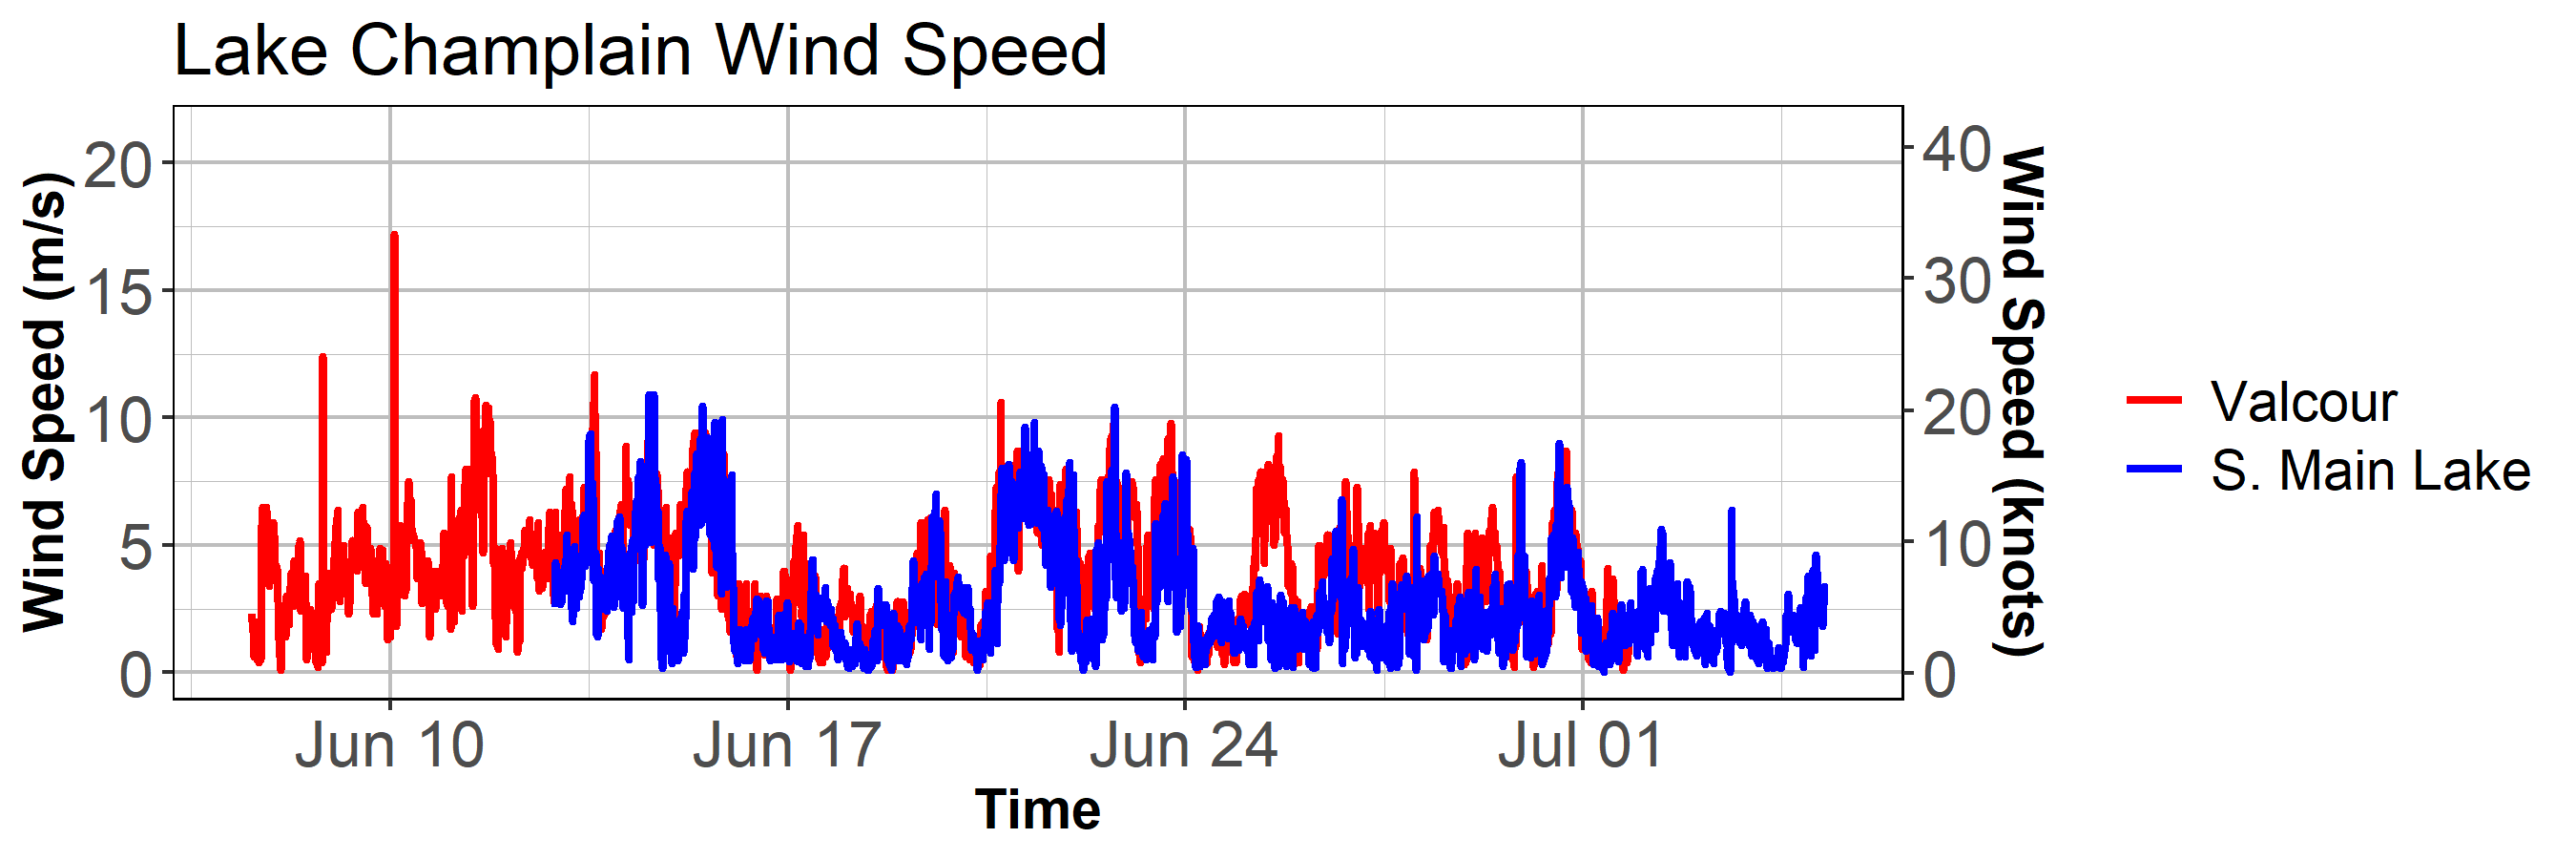 Lake Champlain Wind Speed
Wind Speed (m/s)
20
15
10
5
0
40
30
20
10
0
Wind Speed (knots)
Jun 10
Jun 17
Jun 24
Jul 01
Time
Valcour
S. Main Lake